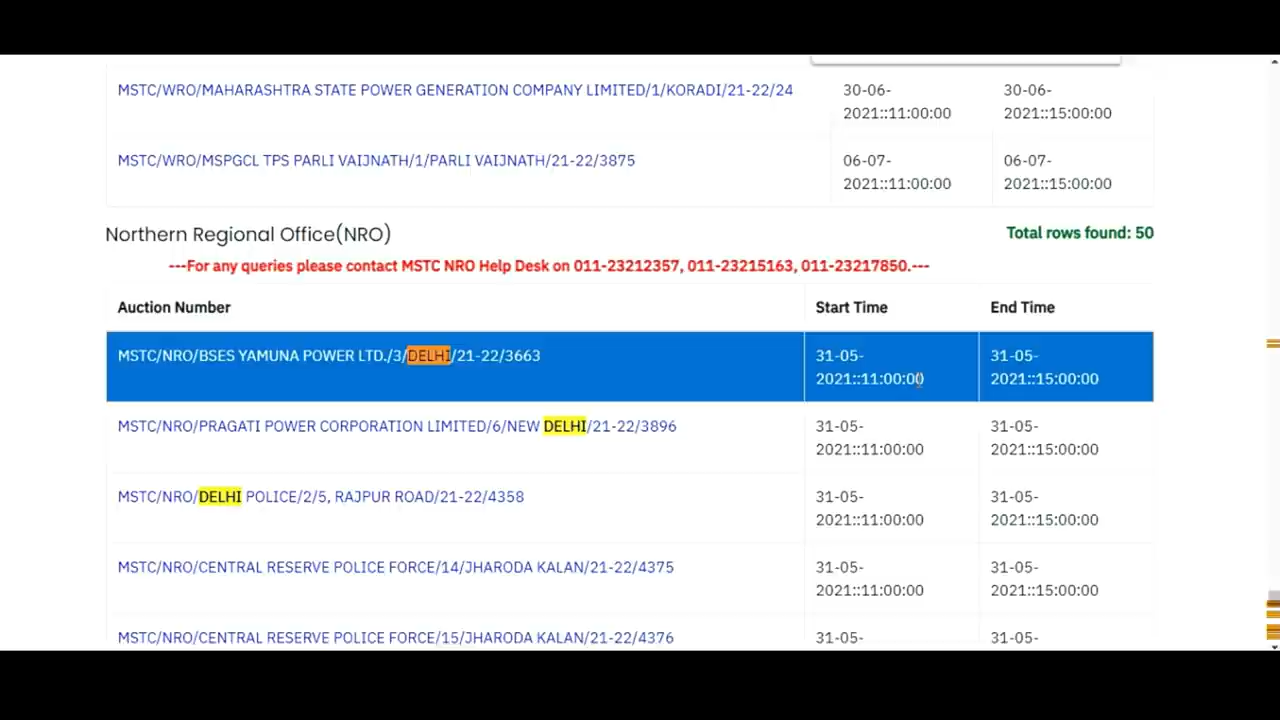 MSTC/WRO/MAHARASHTRA STATE POWER GENERATION COMPANY LIMITED/1/KORADI/21-22/24 30-06- 30-06-
2021::11:00:00 2021::15:00:00
MSTC/WRO/MSPGCL TPS PARLI VAIJNATH/1/PARLI VAIJNATH/21-22/3875 06-07- 06-07-
2021::11:00:00 2021::15:00:00
Northern Regional Office(NRO) Total rows found: 50
---For any queries please contact MSTC NRO Help Desk on 011-23212357, 011-23215163, 011-23217850.---
Auction Number Start Time End Time
MSTC/NRO/BSES YAMUNA POWER LTD./3/DELHI/21-22/3663 31-05- 31-05-
2021::11:00:00 2021::15:00:00
MSTC/NRO/PRAGATI POWER CORPORATION LIMITED/6/NEW DELHI/21-22/3896 31-05- 31-05-
2021::11:00:00 2021::15:00:00
MSTC/NRO/DELHI POLICE/2/5, RAJPUR ROAD/21-22/4358 31-05- 31-05-
2021::11:00:00 2021::15:00:00
MSTC/NRO/CENTRAL RESERVE POLICE FORCE/14/JHARODA KALAN/21-22/4375 31-05- 31-05-
2021::11:00:00 2021::15:00:00
MSTC/NRO/CENTRAL RESERVE POLICE FORCE/15/JHARODA KALAN/21-22/4376 31-05- 31-05-